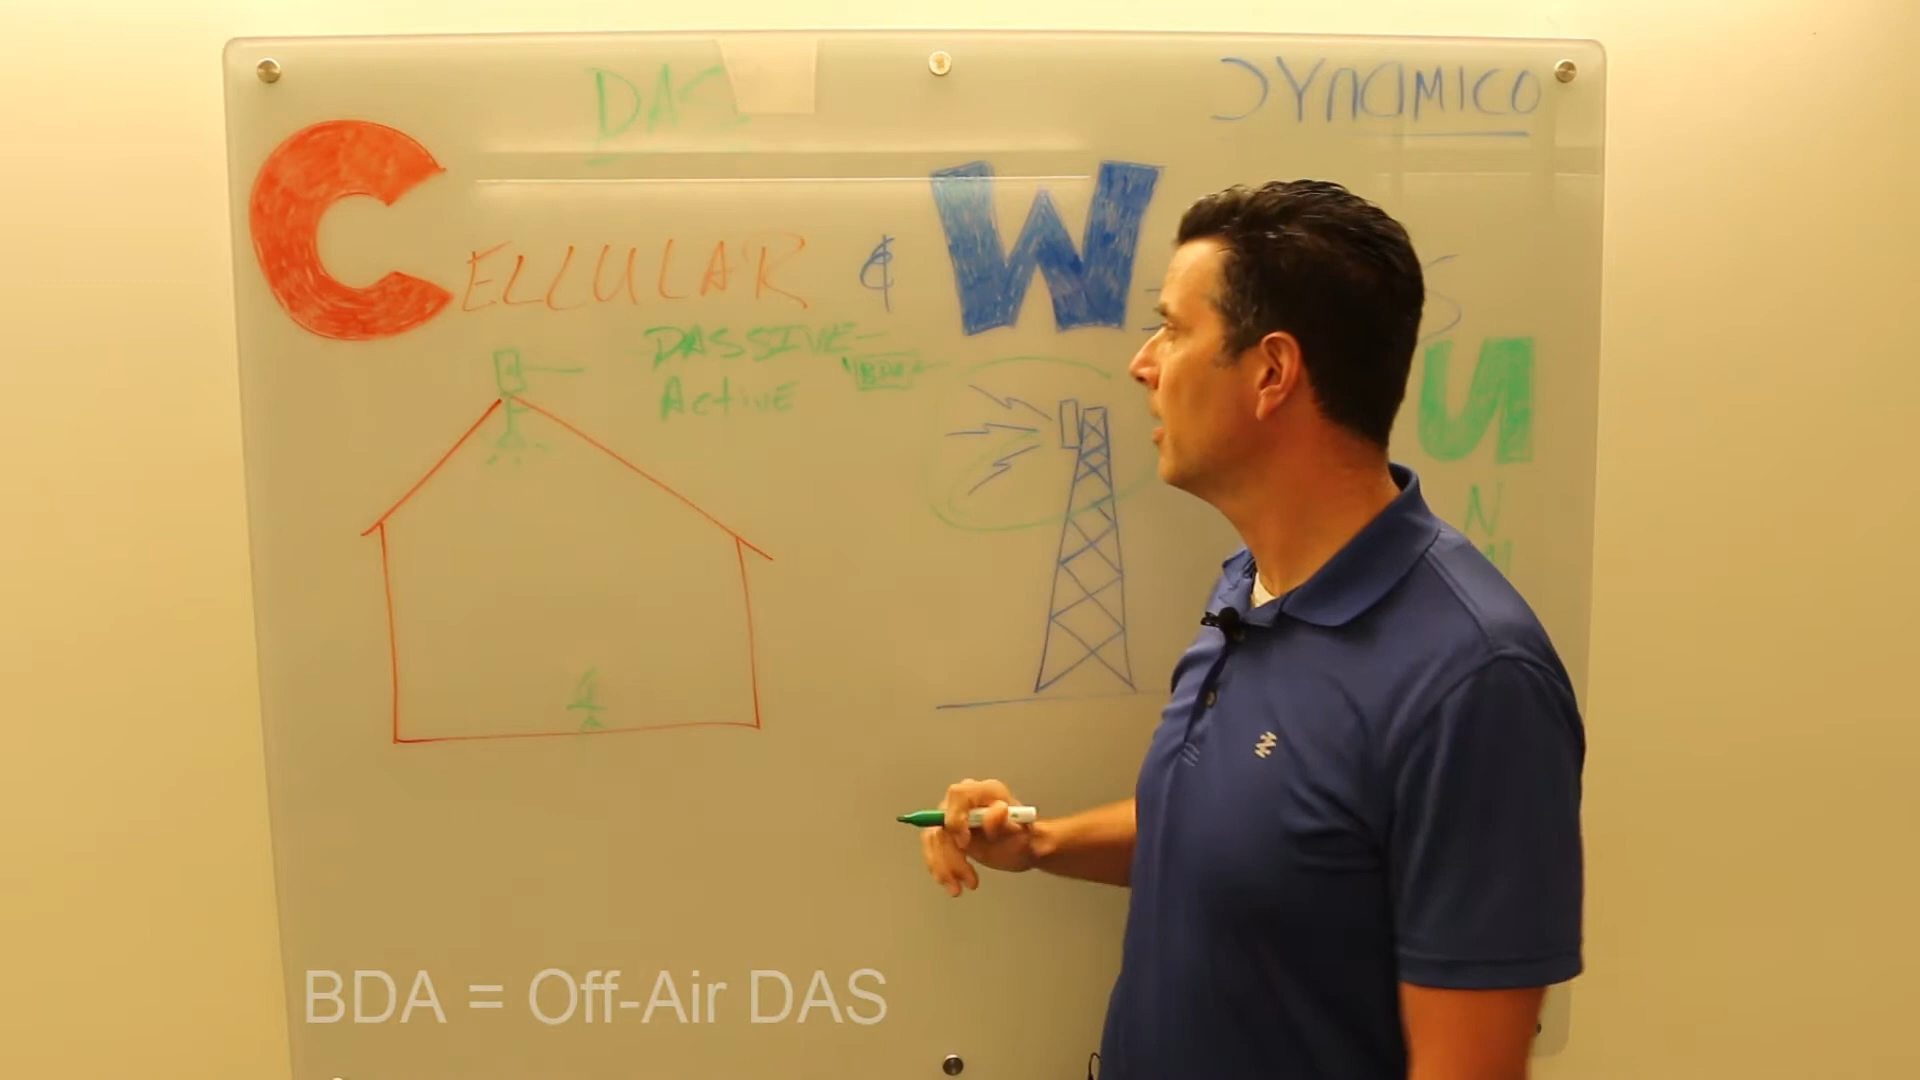 DAS
DYNAMICO
CELLULAR & W
PASSIVE-
"BDA"
Active
U
N
BDA = Off-Air DAS